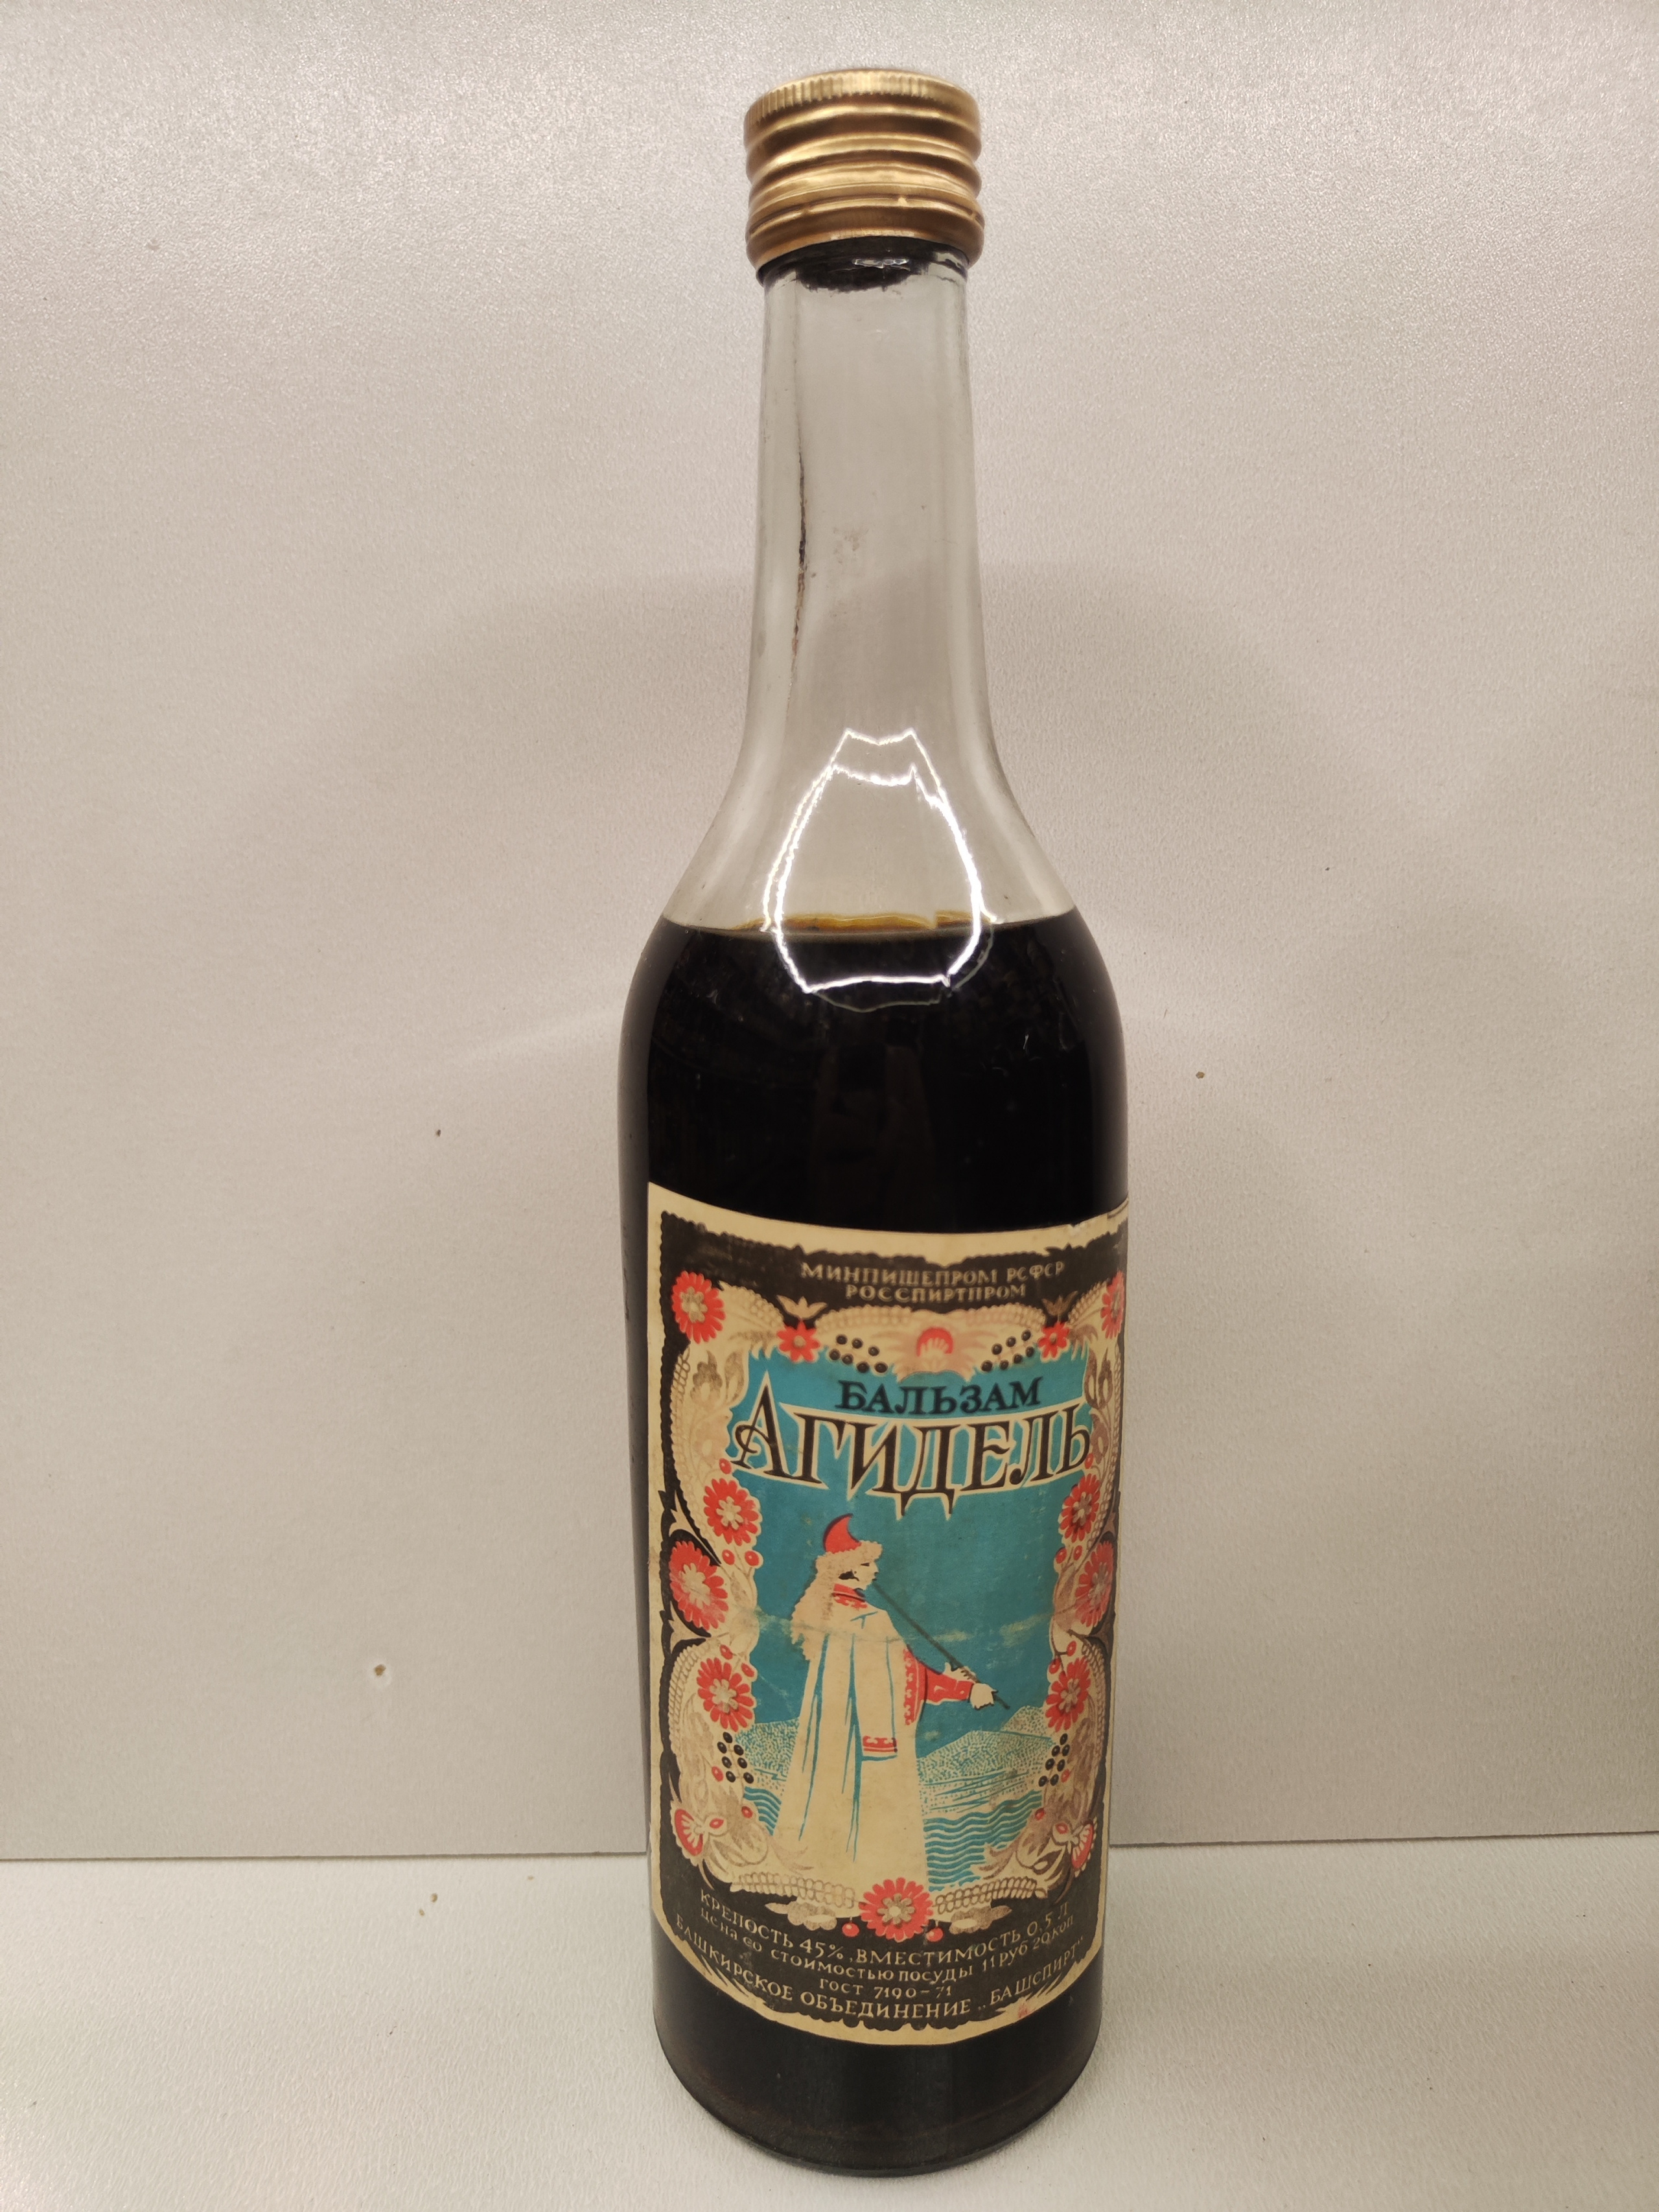 МИНПИЩЕПРОМ РСФСР
РОССПИРТПРОМ
БАЛЬЗАМ
АГИДЕЛЬ
КРЕПОСТЬ 45%. ВМЕСТИМОСТЬ 0,5 Л
цена со стоимостью посуды 11 руб 20 коп
гост 7190-71
БАШКИРСКОЕ ОБЪЕДИНЕНИЕ „БАШСПИРТ"